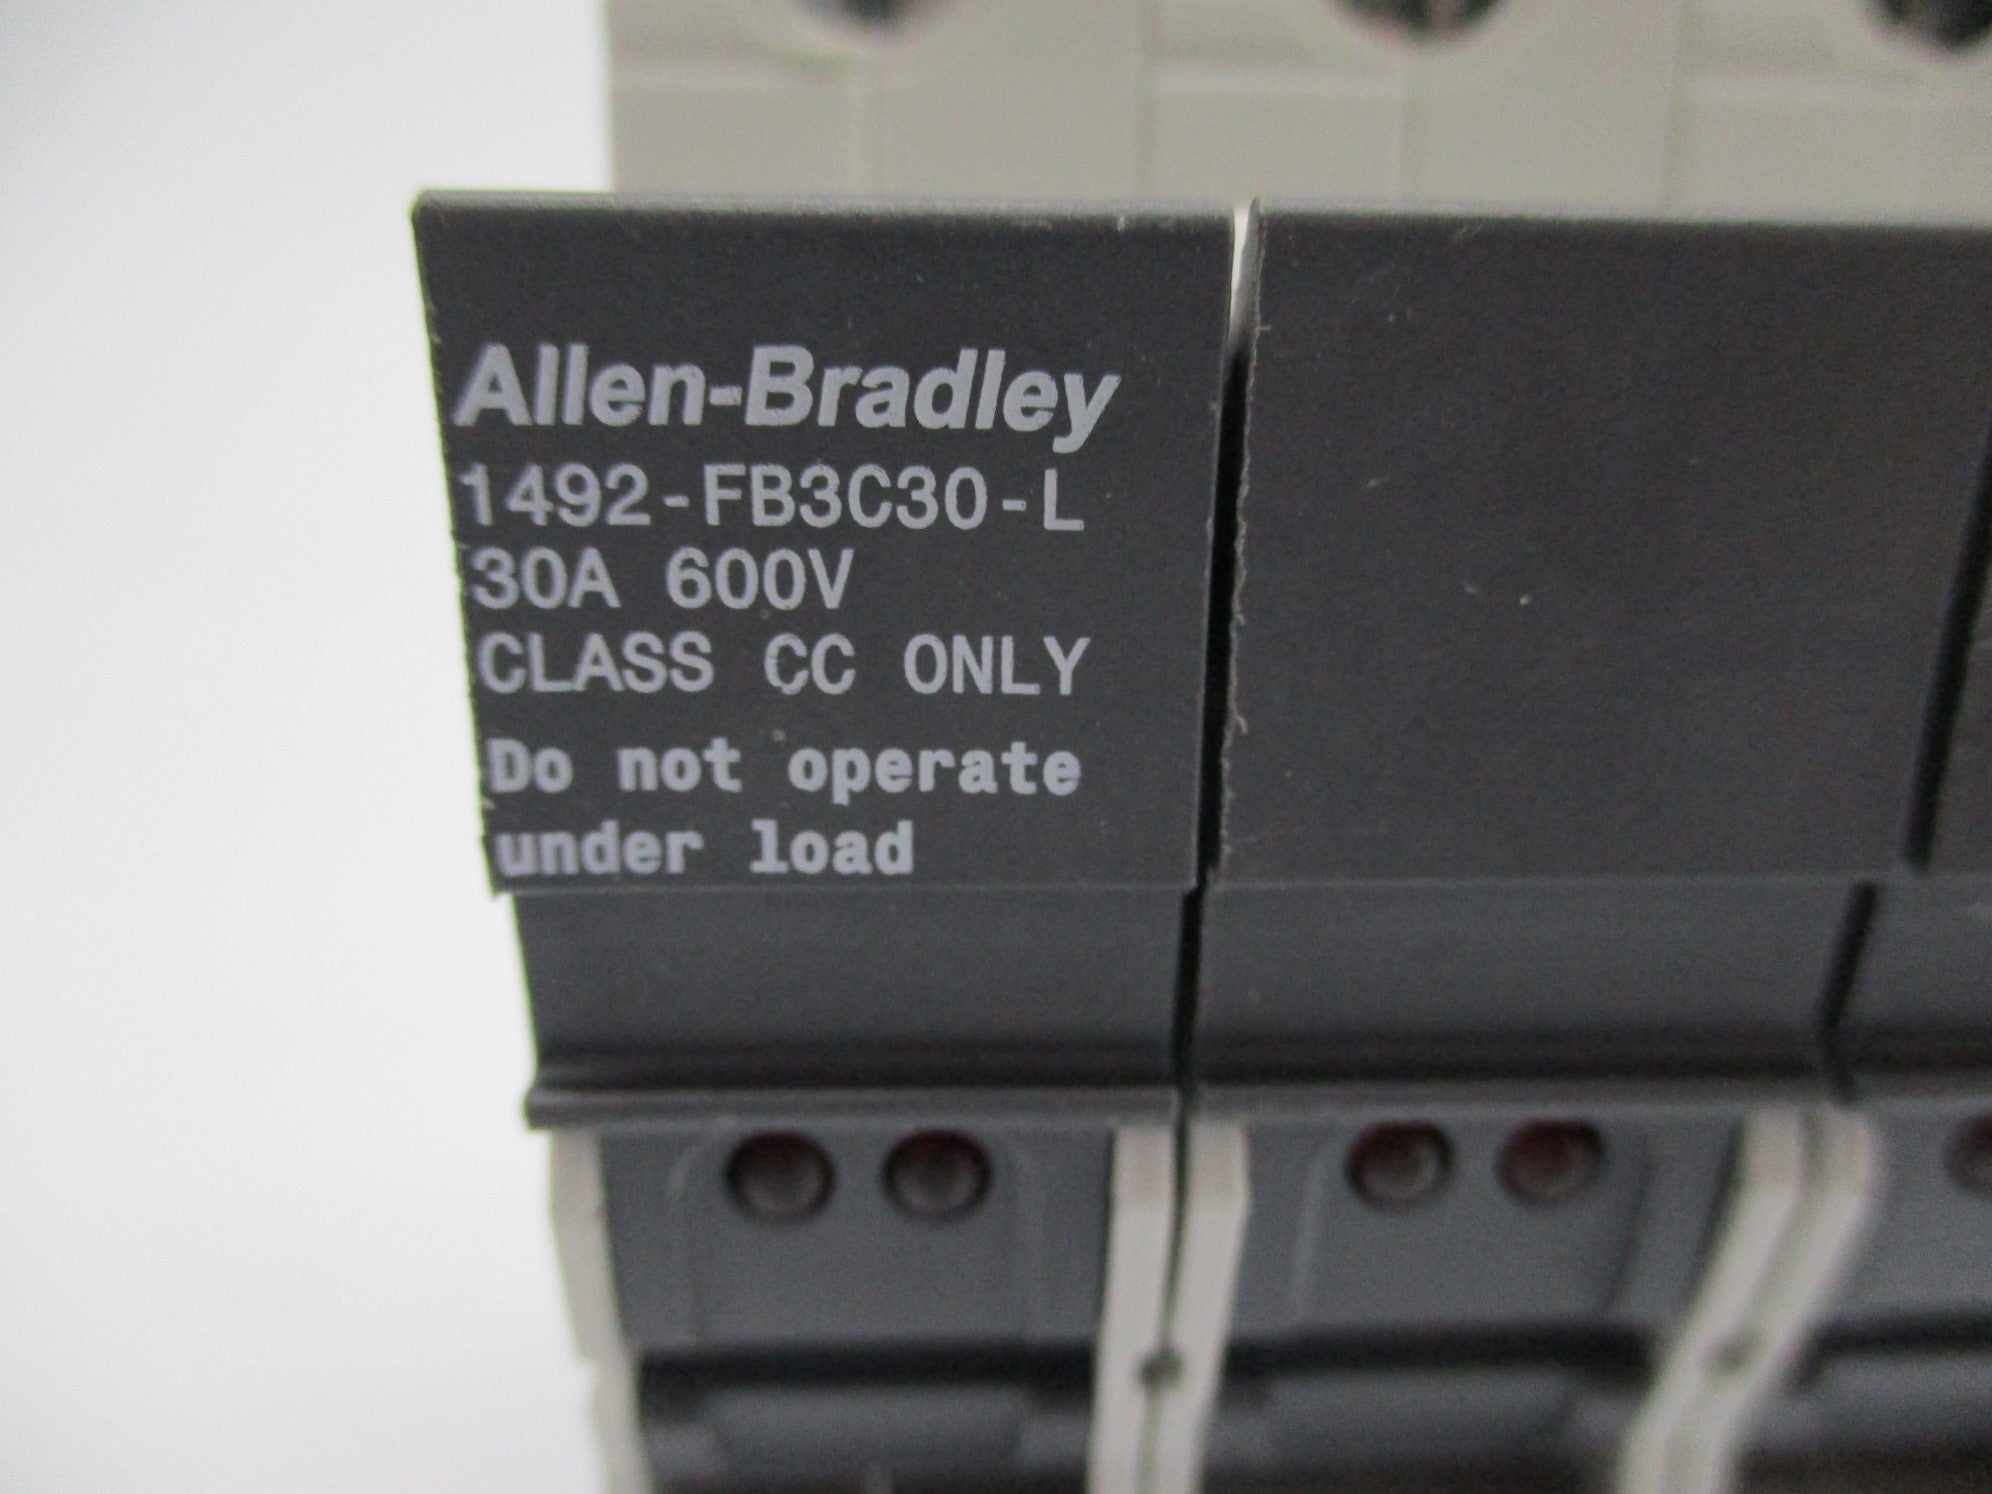 Allen-Bradley
1492-FB3C30-L
30A 600V
CLASS CC ONLY
Do not operate
under load